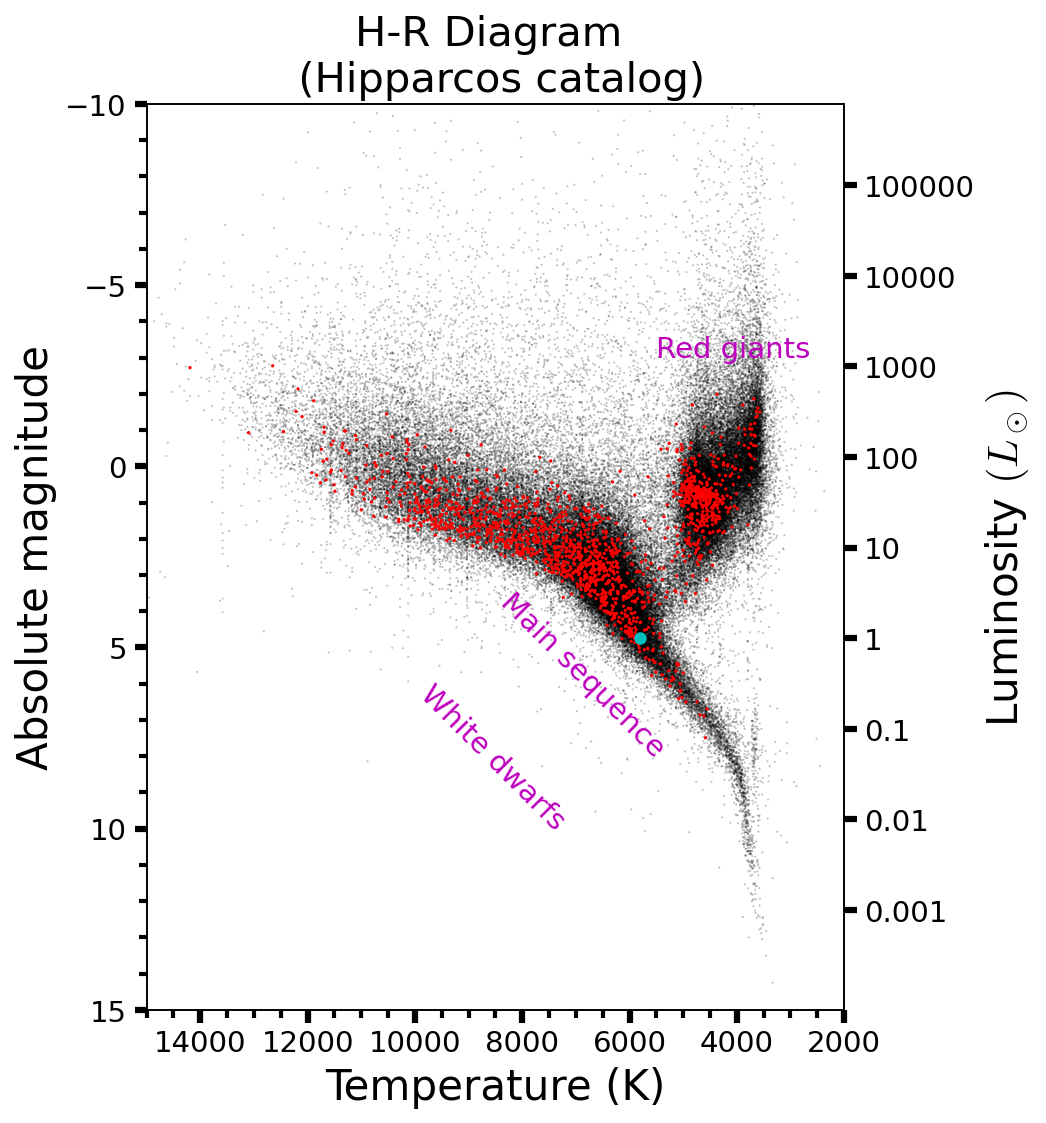 H-R Diagram
(Hipparcos catalog)
−10
−5
0
5
10
15
Absolute magnitude
100000
10000
1000
100
10
1
0.1
0.01
0.001
Luminosity (L⊙)
Red giants
Main sequence
White dwarfs
14000 12000 10000 8000 6000 4000 2000
Temperature (K)